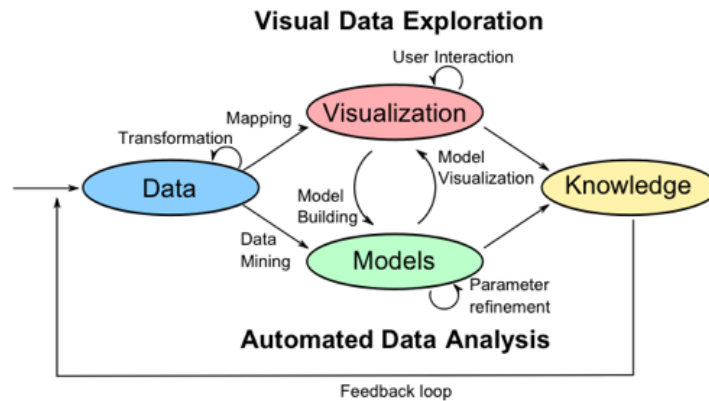 Visual Data Exploration
User Interaction
Visualization
Mapping
Transformation
Data
Model
Visualization
Knowledge
Model
Building
Data
Mining
Models
Parameter
refinement
Automated Data Analysis
Feedback loop